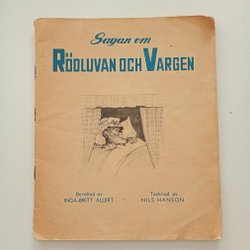 Sagan om
RÖDLUVAN OCH VARGEN
Berättad av
INGA-BRITT ALLERT
Tecknad av
NILS HANSON